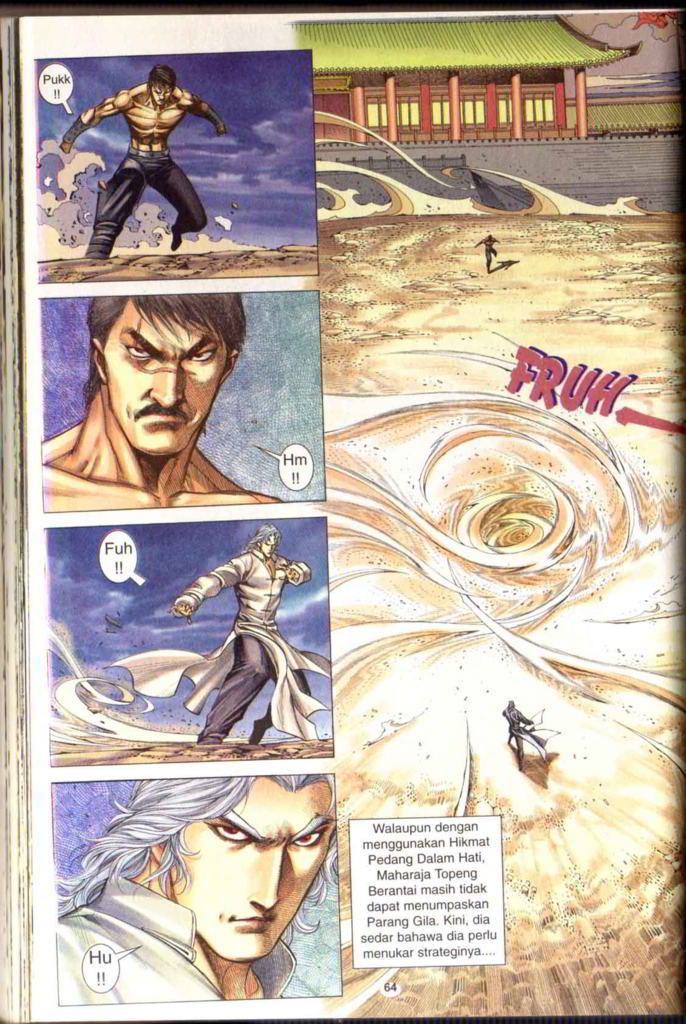 Pukk
!!
FRUH
Hm
!!
Fuh
!!
Hu
!!
Walaupun dengan
menggunakan Hikmat
Pedang Dalam Hati,
Maharaja Topeng
Berantai masih tidak
dapat menumpaskan
Parang Gila. Kini, dia
sedar bahawa dia perlu
menukar strateginya....
64